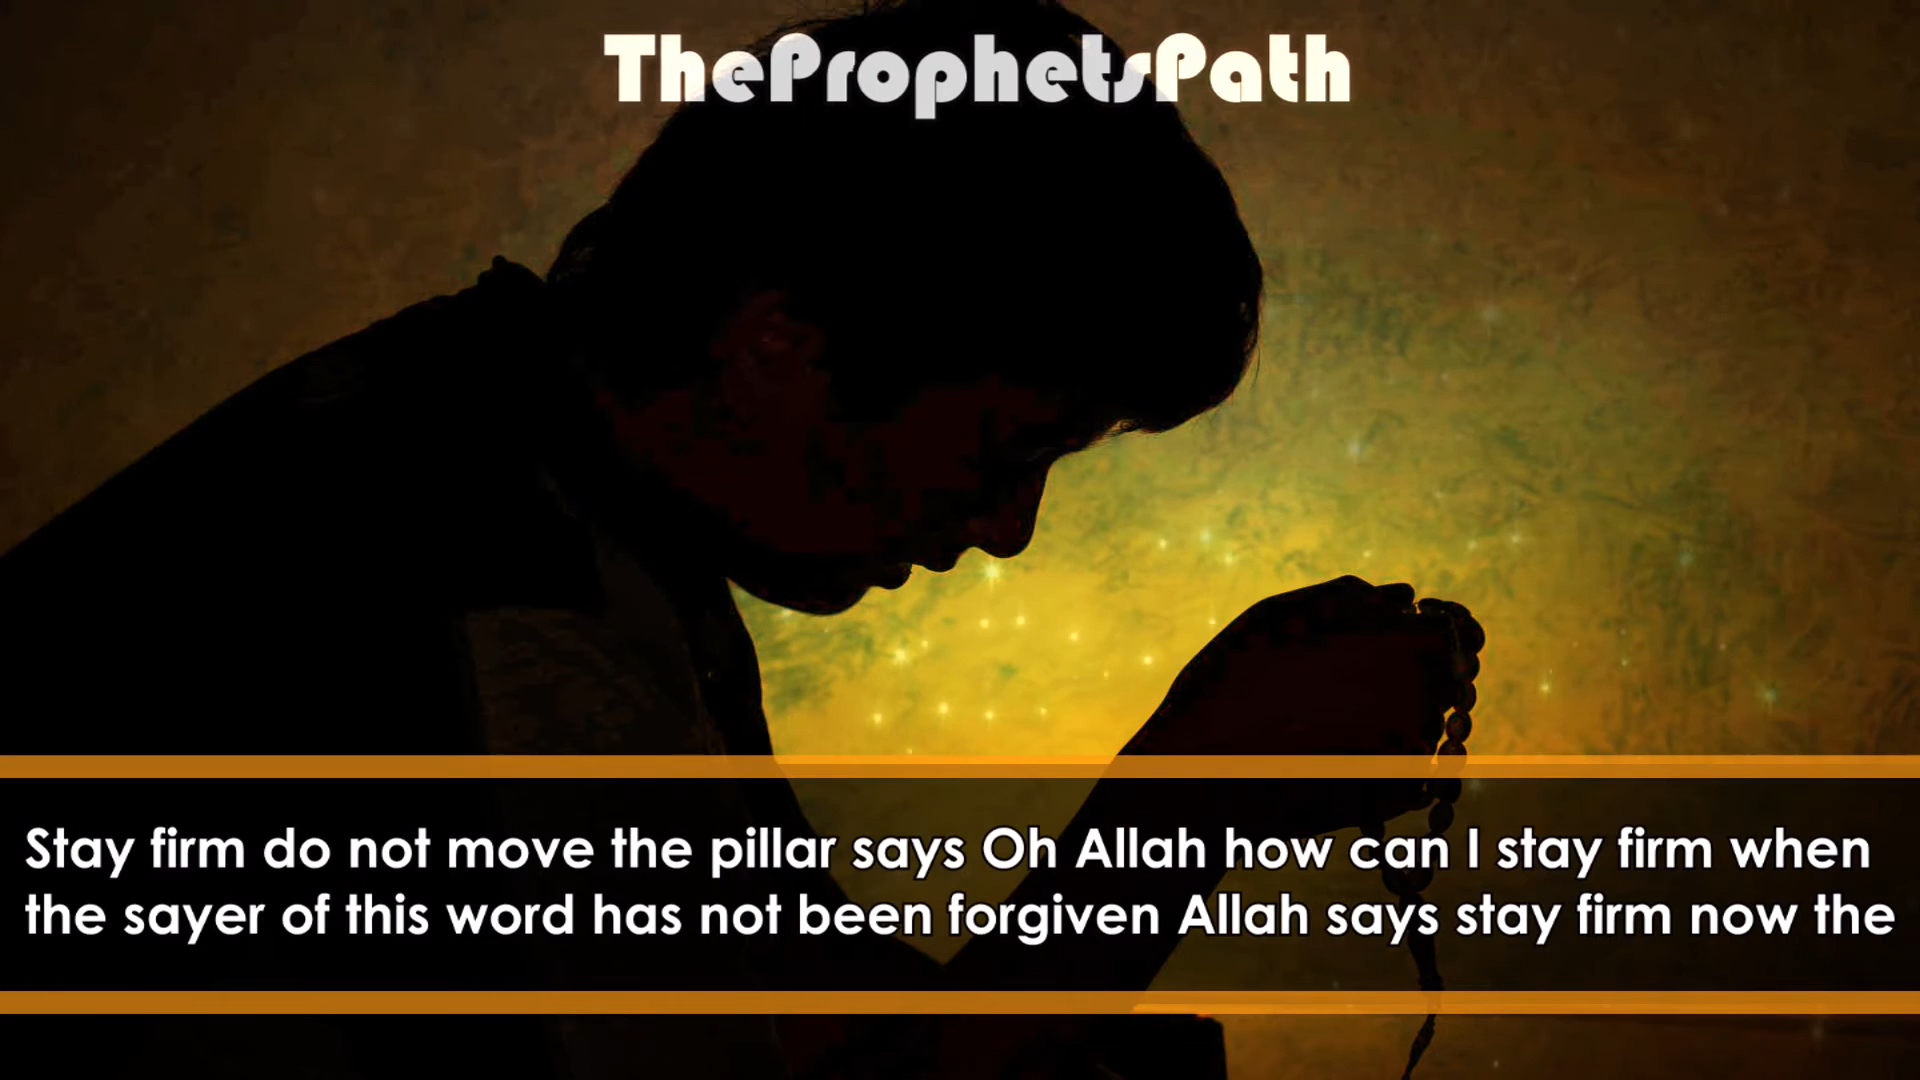 TheProphetsPath
Stay firm do not move the pillar says Oh Allah how can I stay firm when
the sayer of this word has not been forgiven Allah says stay firm now the